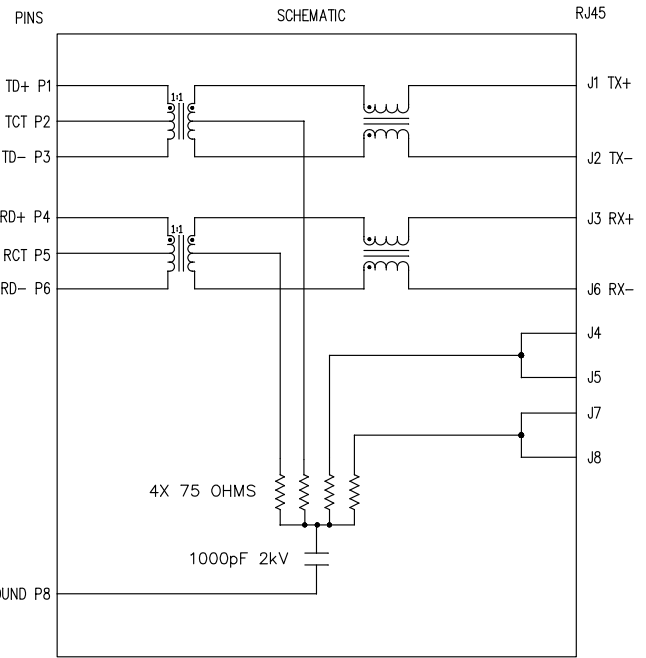 PINS
SCHEMATIC
RJ45
TD+ P1
1:1
J1 TX+
TCT P2
TD- P3
J2 TX-
RD+ P4
1:1
J3 RX+
RCT P5
RD- P6
J6 RX-
J4
J5
J7
J8
4X 75 OHMS
1000pF 2kV
P8